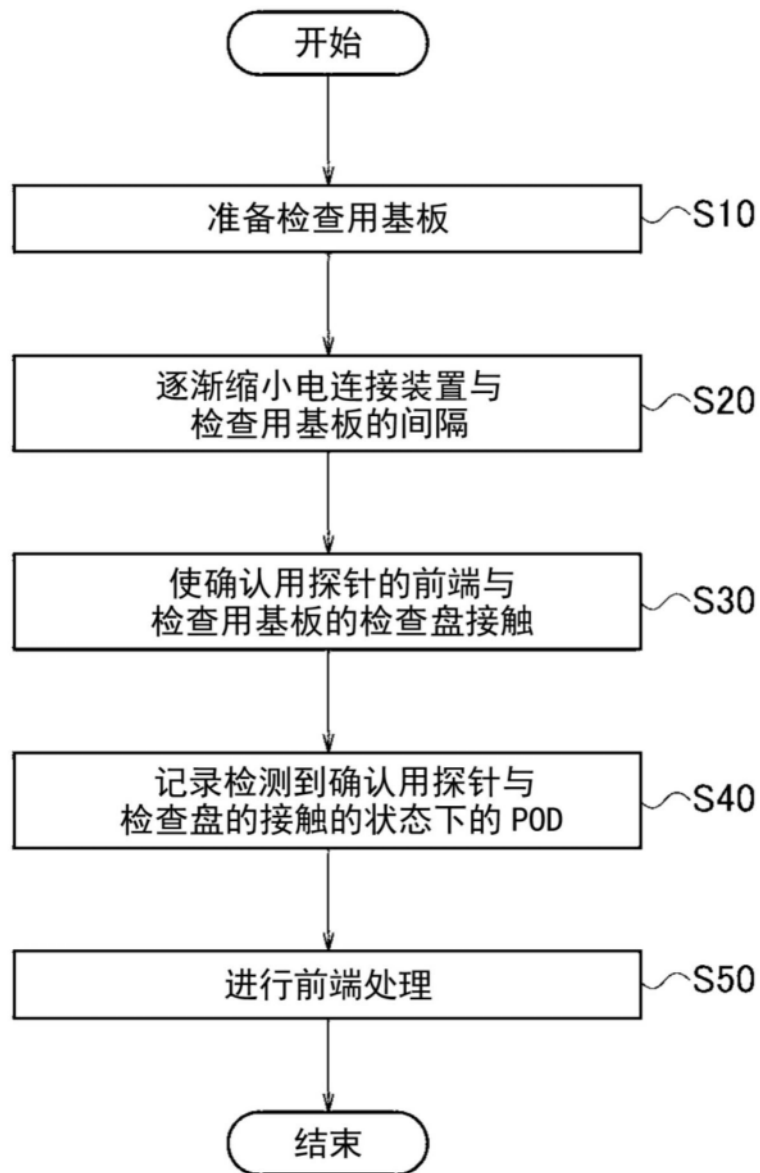 开始
准备检查用基板
S10
逐渐缩小电连接装置与
检查用基板的间隔
S20
使确认用探针的前端与
检查用基板的检查盘接触
S30
记录检测到确认用探针与
检查盘的接触的状态下的 POD
S40
进行前端处理
S50
结束